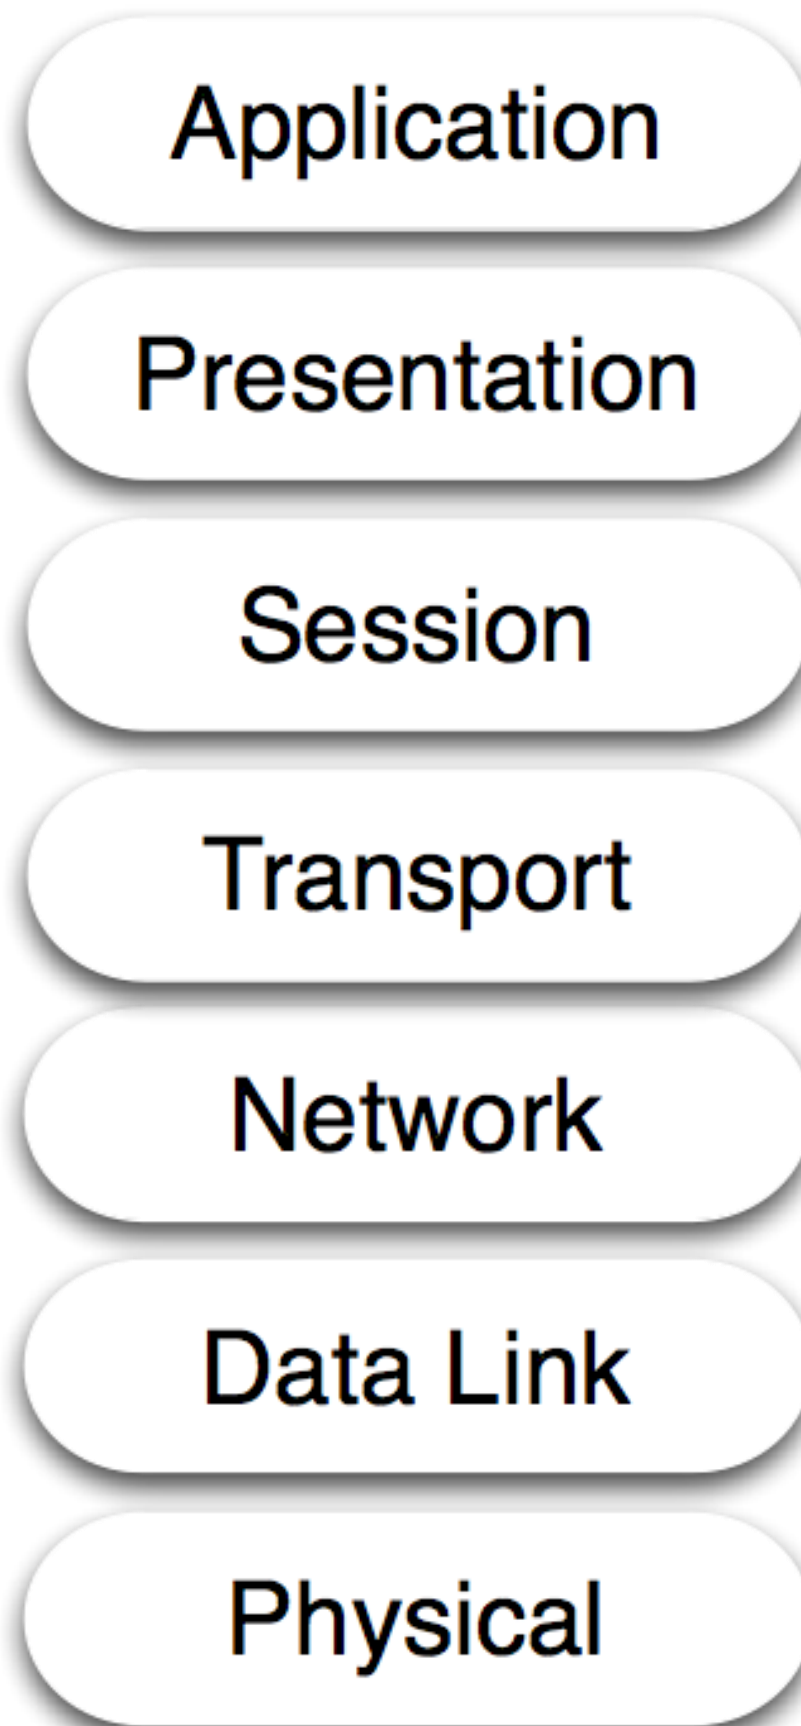 Application
Presentation
Session
Transport
Network
Data Link
Physical